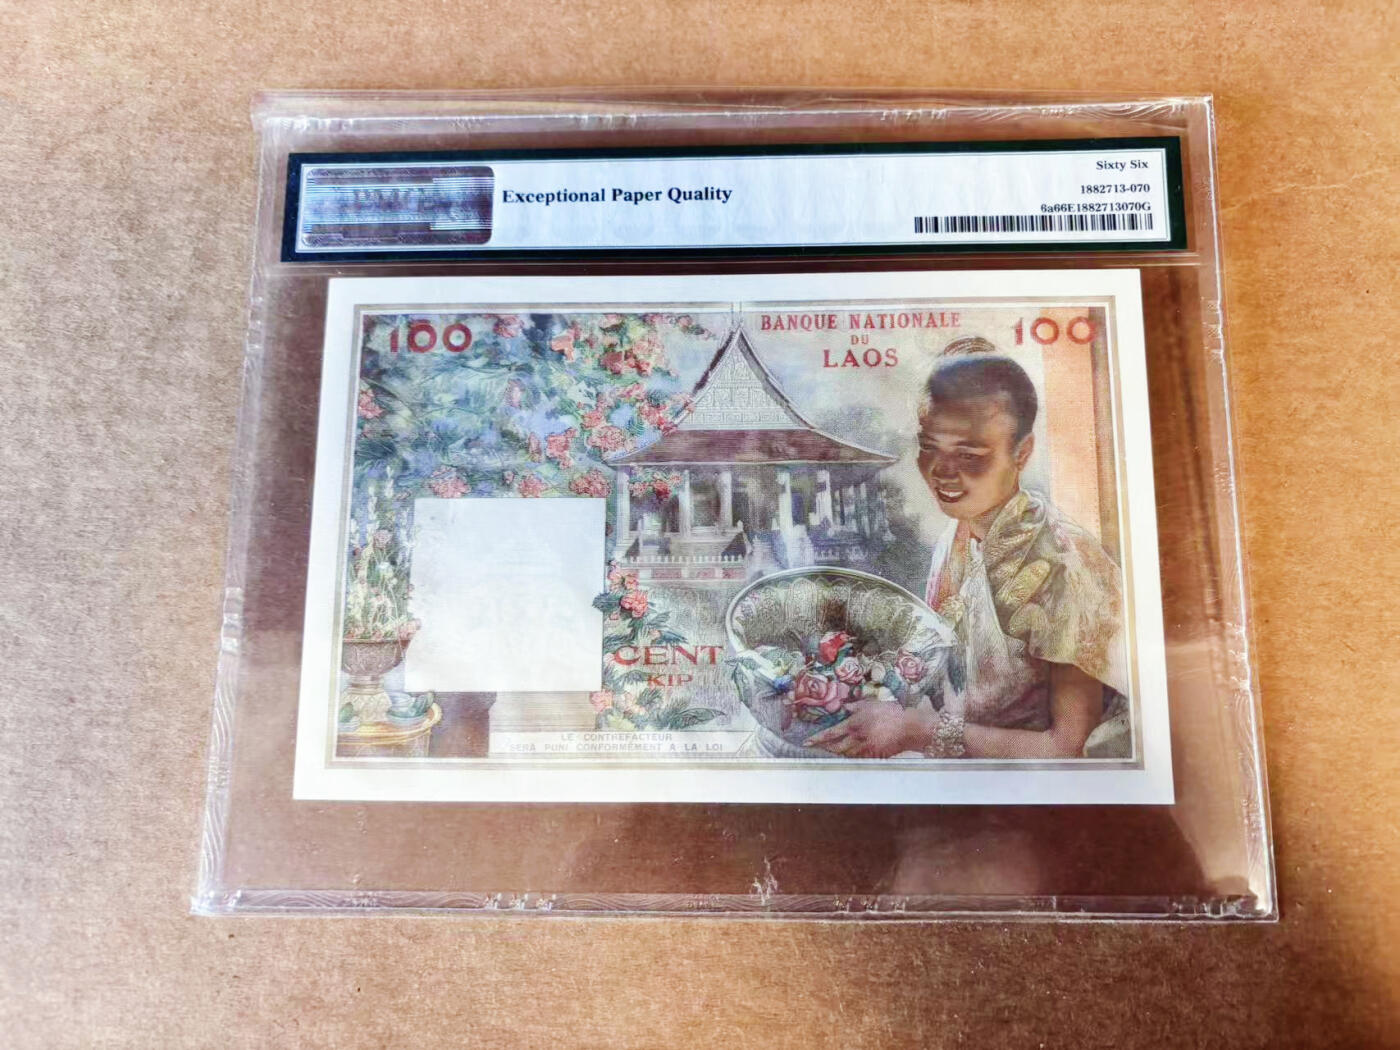 Exceptional Paper Quality
Sixty Six
1882713-070
6a66E1882713070G
100
BANQUE NATIONALE
DU
LAOS
100
CENT
KIP
LE CONTREFACTEUR
SERA PUNI CONFORMÉMENT A LA LOI